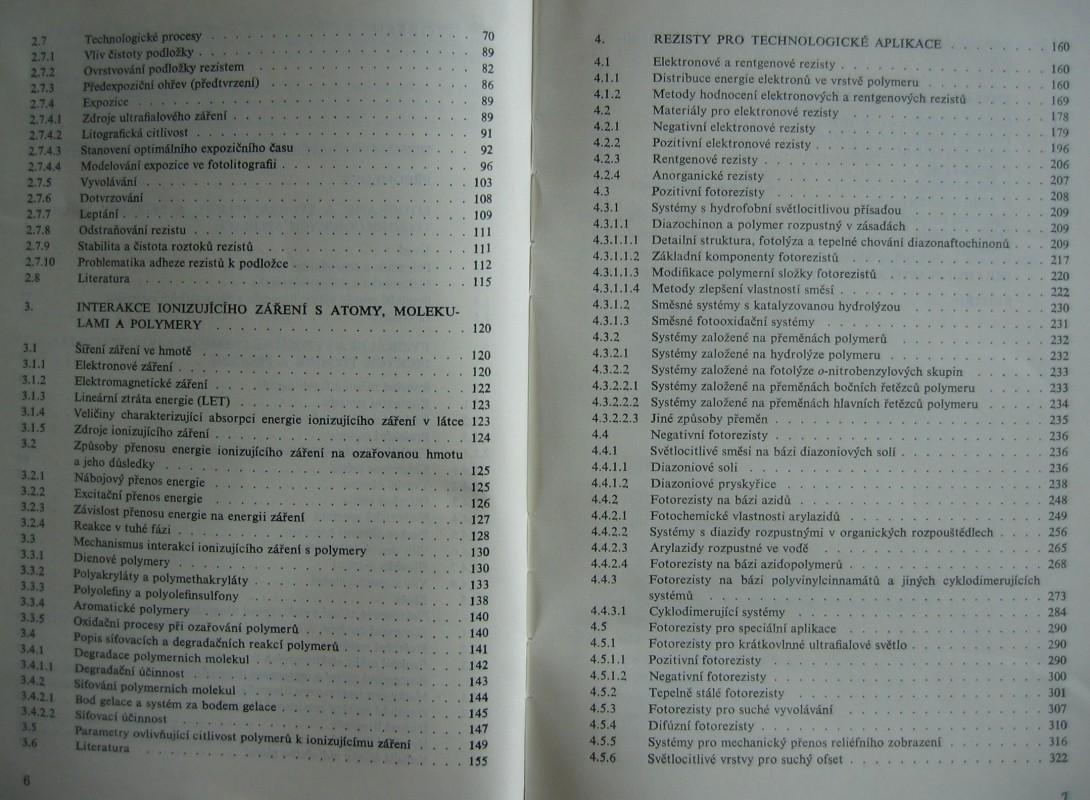 2.7 Technologické procesy . . . 70
2.7.1 Vliv čistoty podložky . . . 89
2.7.2 Ovrstvování podložky rezistem . . . 82
2.7.3 Předexpoziční ohřev (předtvrzení) . . . 86
2.7.4 Expozice . . . 89
2.7.4.1 Zdroje ultrafialového záření . . . 89
2.7.4.2 Litografická citlivost . . . 91
2.7.4.3 Stanovení optimálního expozičního času . . . 92
2.7.4.4 Modelování expozice ve fotolitografii . . . 96
2.7.5 Vyvolávání . . . 103
2.7.6 Dotvrzování . . . 108
2.7.7 Leptání . . . 109
2.7.8 Odstraňování rezistu . . . 111
2.7.9 Stabilita a čistota roztoků rezistů . . . 111
2.7.10 Problematika adheze rezistů k podložce . . . 112
2.8 Literatura . . . 115
3. INTERAKCE IONIZUJÍCÍHO ZÁŘENÍ S ATOMY, MOLEKU-
LAMI A POLYMERY . . . 120
3.1 Šíření záření ve hmotě . . . 120
3.1.1 Elektronové záření . . . 120
3.1.2 Elektromagnetické záření . . . 122
3.1.3 Lineární ztráta energie (LET) . . . 123
3.1.4 Veličiny charakterizující absorpci energie ionizujícího záření v látce 123
3.1.5 Zdroje ionizujícího záření . . . 124
3.2 Způsoby přenosu energie ionizujícího záření na ozařovanou hmotu
a jeho důsledky . . . 125
3.2.1 Nábojový přenos energie . . . 125
3.2.2 Excitační přenos energie . . . 126
3.2.3 Závislost přenosu energie na energii záření . . . 127
3.2.4 Reakce v tuhé fázi . . . 128
3.3 Mechanismus interakcí ionizujícího záření s polymery . . . 130
3.3.1 Dienové polymery . . . 130
3.3.2 Polyakryláty a polymethakryláty . . . 133
3.3.3 Polyolefiny a polyolefinsulfony . . . 138
3.3.4 Aromatické polymery . . . 140
3.3.5 Oxidační procesy při ozařování polymerů . . . 140
3.4 Popis síťovacích a degradačních reakcí polymerů . . . 141
3.4.1 Degradace polymerních molekul . . . 142
3.4.1.1 Degradační účinnost . . . 143
3.4.2 Síťování polymerních molekul . . . 144
3.4.2.1 Bod gelace a systém za bodem gelace . . . 145
3.4.2.2 Síťovací účinnost . . . 147
3.5 Parametry ovlivňující citlivost polymerů k ionizujícímu záření . . . 149
3.6 Literatura . . . 155
6
4. REZISTY PRO TECHNOLOGICKÉ APLIKACE . . . 160
4.1 Elektronové a rentgenové rezisty . . . 160
4.1.1 Distribuce energie elektronů ve vrstvě polymeru . . . 160
4.1.2 Metody hodnocení elektronových a rentgenových rezistů . . . 169
4.2 Materiály pro elektronové rezisty . . . 178
4.2.1 Negativní elektronové rezisty . . . 179
4.2.2 Pozitivní elektronové rezisty . . . 196
4.2.3 Rentgenové rezisty . . . 206
4.2.4 Anorganické rezisty . . . 207
4.3 Pozitivní fotorezisty . . . 208
4.3.1 Systémy s hydrofobní světlocitlivou přísadou . . . 209
4.3.1.1 Diazochinon a polymer rozpustný v zásadách . . . 209
4.3.1.1.1 Detailní struktura, fotolýza a tepelné chování diazonaftochinonů . . . 209
4.3.1.1.2 Základní komponenty fotorezistů . . . 217
4.3.1.1.3 Modifikace polymerní složky fotorezistů . . . 220
4.3.1.1.4 Metody zlepšení vlastností směsí . . . 222
4.3.1.2 Směsné systémy s katalyzovanou hydrolýzou . . . 230
4.3.1.3 Směsné fotooxidační systémy . . . 231
4.3.2 Systémy založené na přeměnách polymerů . . . 232
4.3.2.1 Systémy založené na hydrolýze polymeru . . . 232
4.3.2.2 Systémy založené na fotolýze o-nitrobenzylových skupin . . . 233
4.3.2.2.1 Systémy založené na přeměnách bočních řetězců polymeru . . . 233
4.3.2.2.2 Systémy založené na přeměnách hlavních řetězců polymeru . . . 234
4.3.2.2.3 Jiné způsoby přeměn . . . 235
4.4 Negativní fotorezisty . . . 236
4.4.1 Světlocitlivé směsi na bázi diazoniových solí . . . 236
4.4.1.1 Diazoniové soli . . . 236
4.4.1.2 Diazoniové pryskyřice . . . 238
4.4.2 Fotorezisty na bázi azidů . . . 248
4.4.2.1 Fotochemické vlastnosti arylazidů . . . 249
4.4.2.2 Systémy s diazidy rozpustnými v organických rozpouštědlech . . . 256
4.4.2.3 Arylazidy rozpustné ve vodě . . . 265
4.4.2.4 Fotorezisty na bázi azidopolymerů . . . 268
4.4.3 Fotorezisty na bázi polyvinylcinnamátů a jiných cyklodimerujících
systémů . . . 273
4.4.3.1 Cyklodimerující systémy . . . 284
4.5 Fotorezisty pro speciální aplikace . . . 290
4.5.1 Fotorezisty pro krátkovlnné ultrafialové světlo . . . 290
4.5.1.1 Pozitivní fotorezisty . . . 290
4.5.1.2 Negativní fotorezisty . . . 300
4.5.2 Tepelně stálé fotorezisty . . . 301
4.5.3 Fotorezisty pro suché vyvolávání . . . 307
4.5.4 Difúzní fotorezisty . . . 310
4.5.5 Systémy pro mechanický přenos reliéfního zobrazení . . . 316
4.5.6 Světlocitlivé vrstvy pro suchý ofset . . . 322
7